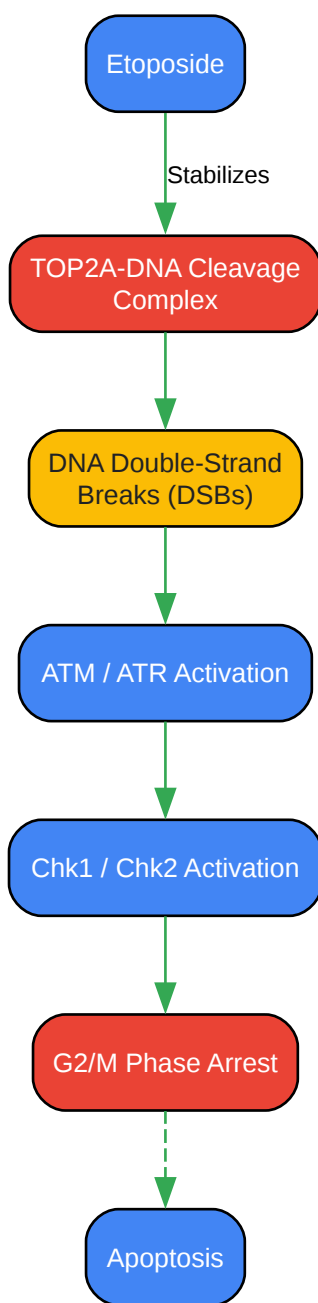 Etoposide
Stabilizes
TOP2A-DNA Cleavage
Complex
DNA Double-Strand
Breaks (DSBs)
ATM / ATR Activation
Chk1 / Chk2 Activation
G2/M Phase Arrest
Apoptosis